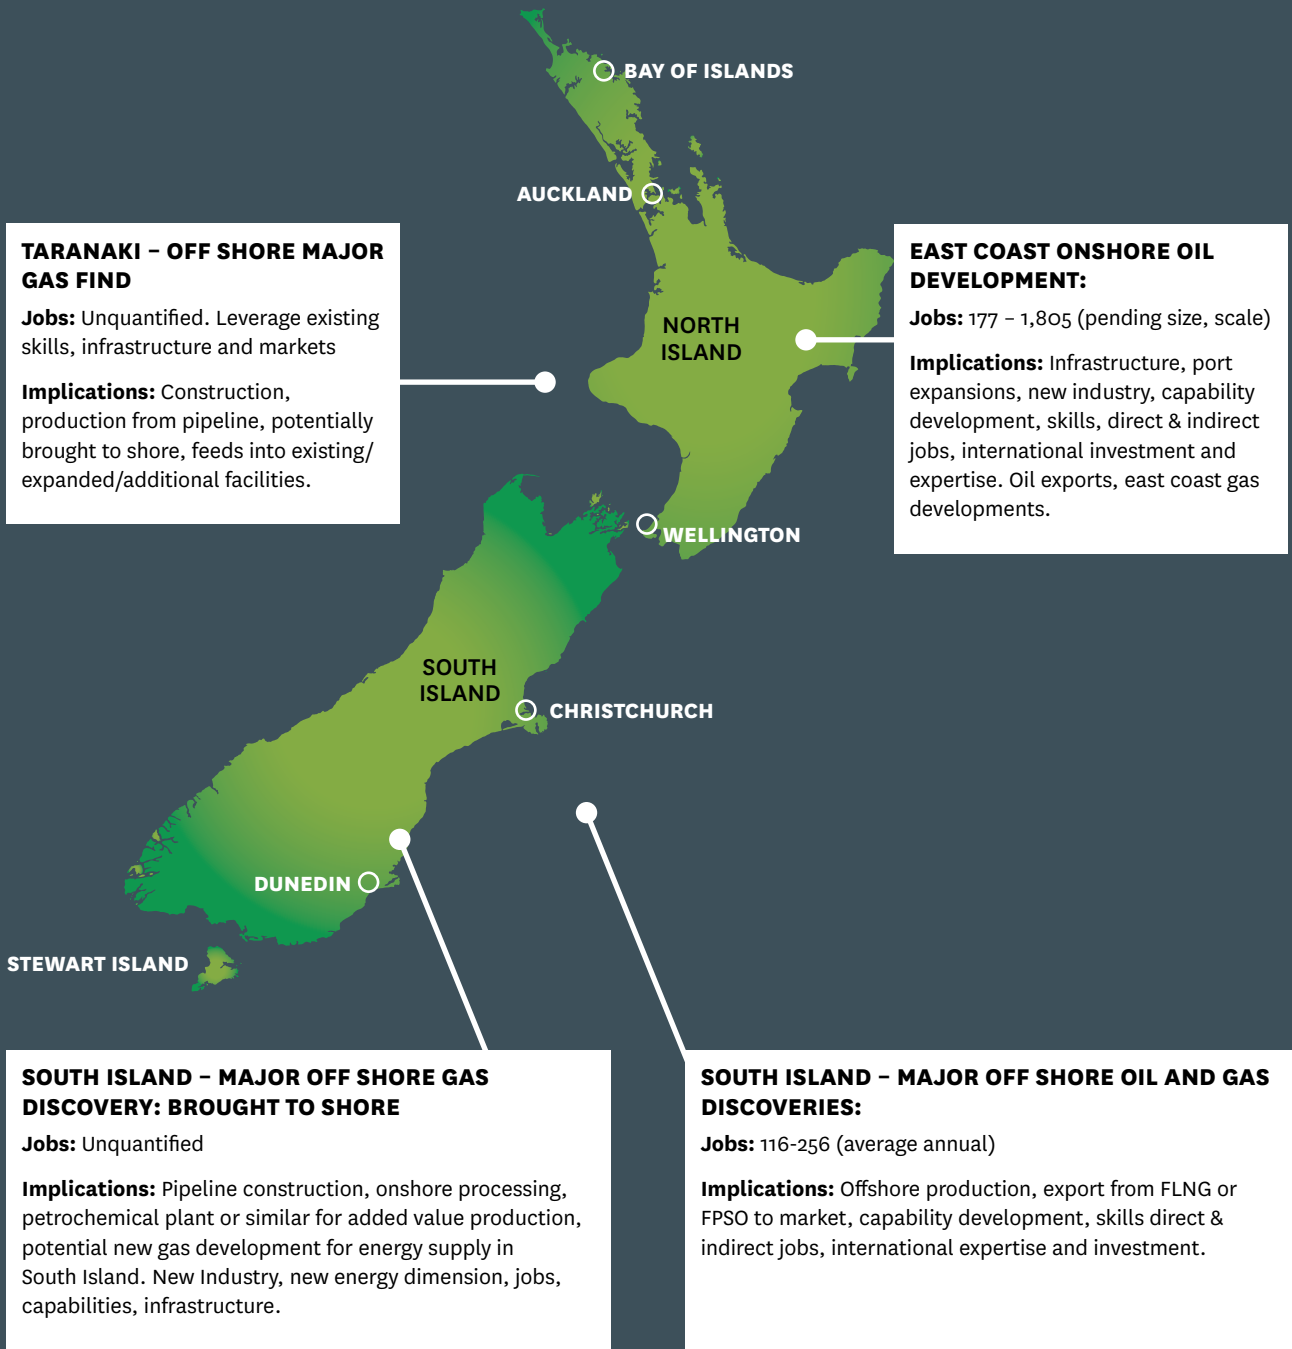 BAY OF ISLANDS
AUCKLAND
TARANAKI – OFF SHORE MAJOR
GAS FIND
Jobs: Unquantified. Leverage existing
skills, infrastructure and markets
Implications: Construction,
production from pipeline, potentially
brought to shore, feeds into existing/
expanded/additional facilities.
EAST COAST ONSHORE OIL
DEVELOPMENT:
Jobs: 177 – 1,805 (pending size, scale)
Implications: Infrastructure, port
expansions, new industry, capability
development, skills, direct & indirect
jobs, international investment and
expertise. Oil exports, east coast gas
developments.
NORTH
ISLAND
WELLINGTON
SOUTH
ISLAND
CHRISTCHURCH
DUNEDIN
STEWART ISLAND
SOUTH ISLAND – MAJOR OFF SHORE GAS
DISCOVERY: BROUGHT TO SHORE
Jobs: Unquantified
Implications: Pipeline construction, onshore processing,
petrochemical plant or similar for added value production,
potential new gas development for energy supply in
South Island. New Industry, new energy dimension, jobs,
capabilities, infrastructure.
SOUTH ISLAND – MAJOR OFF SHORE OIL AND GAS
DISCOVERIES:
Jobs: 116-256 (average annual)
Implications: Offshore production, export from FLNG or
FPSO to market, capability development, skills direct &
indirect jobs, international expertise and investment.